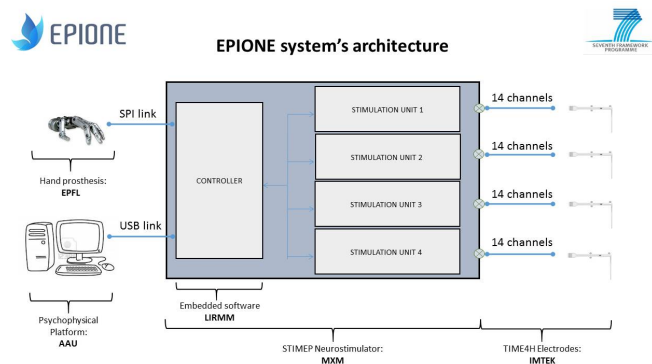 EPIONE
EPIONE system's architecture
SEVENTH FRAMEWORK
PROGRAMME
SPI link
Hand prosthesis:
EPFL
USB link
Psychophysical
Platform:
AAU
CONTROLLER
Embedded software
LIRMM
STIMULATION UNIT 1
STIMULATION UNIT 2
STIMULATION UNIT 3
STIMULATION UNIT 4
14 channels
14 channels
14 channels
14 channels
STIMEP Neurostimulator:
MXM
TIME4H Electrodes:
IMTEK